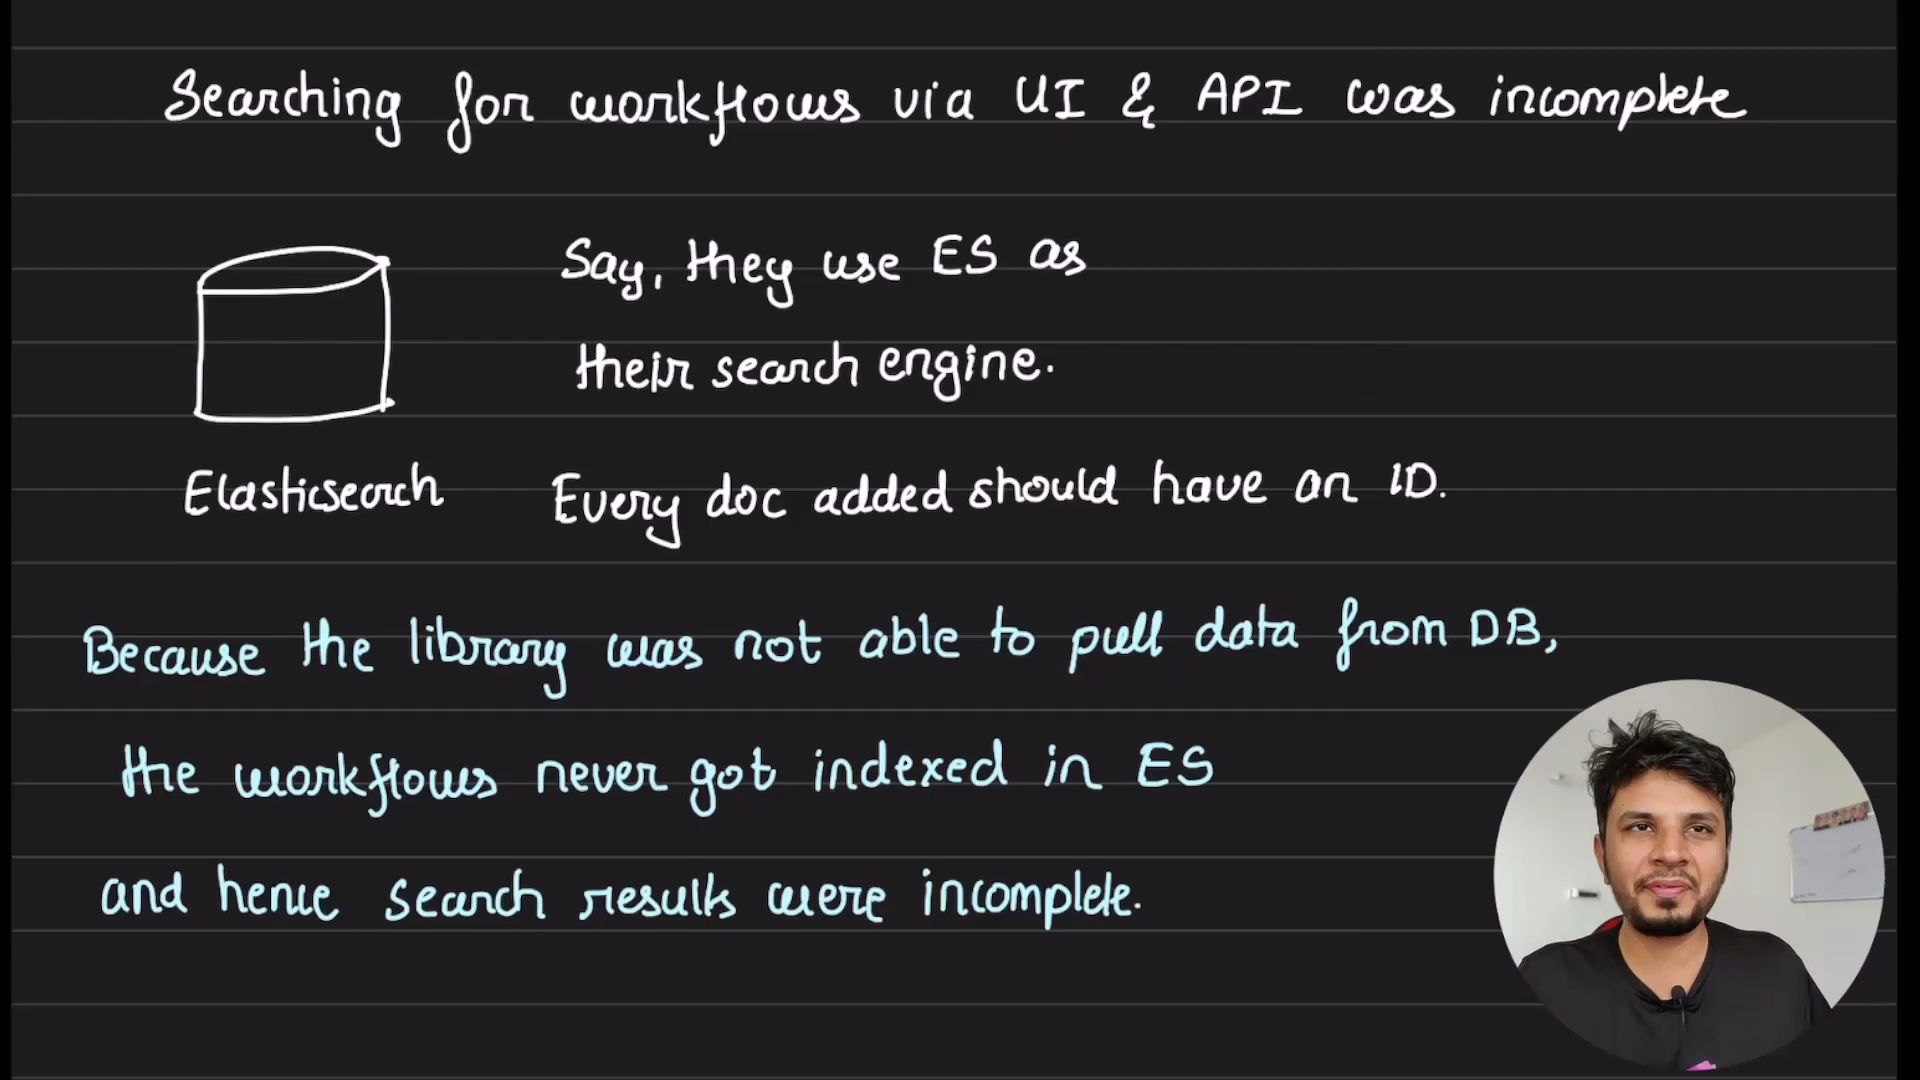 Searching for workflows via UI & API was incomplete
Say, they use ES as
their search engine.
Elasticsearch
Every doc added should have an ID.
Because the library was not able to pull data from DB,
the workflows never got indexed in ES
and hence search results were incomplete.